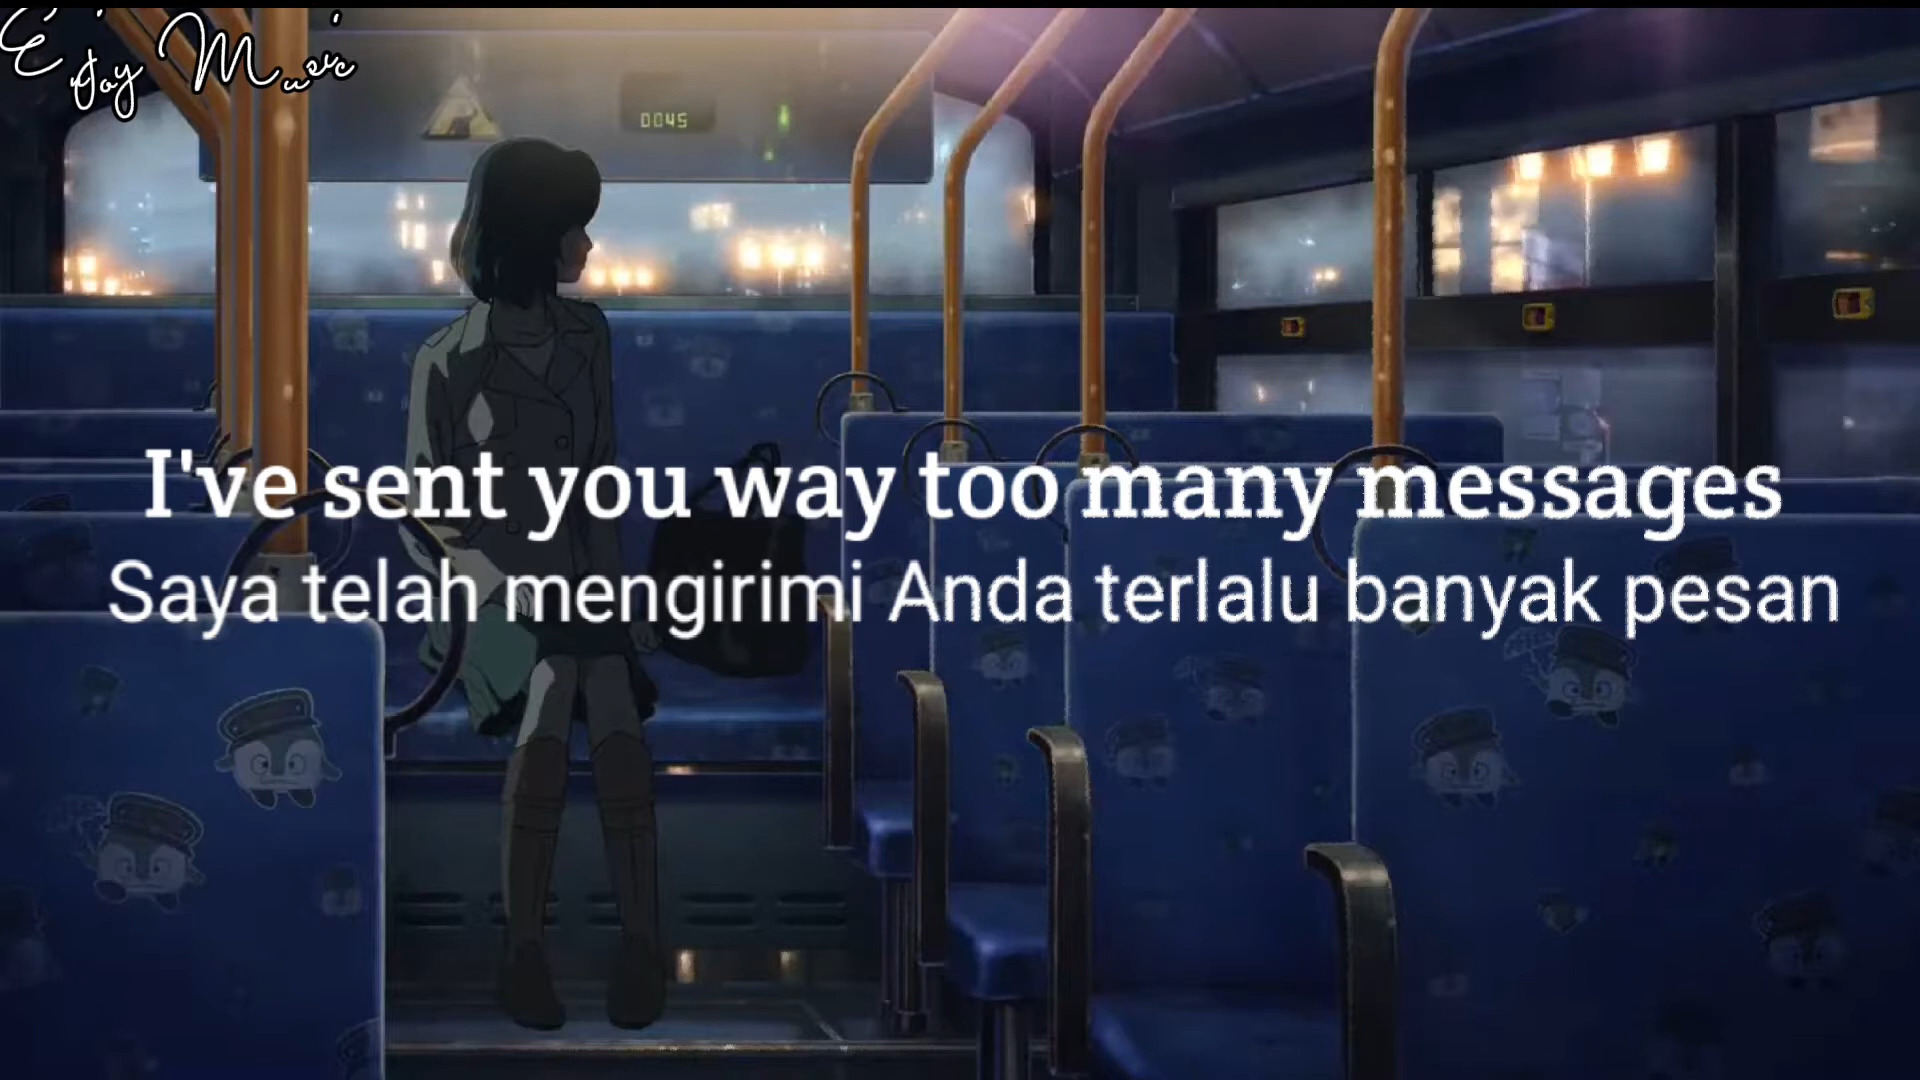 Enjoy Music
0045
I've sent you way too many messages
Saya telah mengirimi Anda terlalu banyak pesan